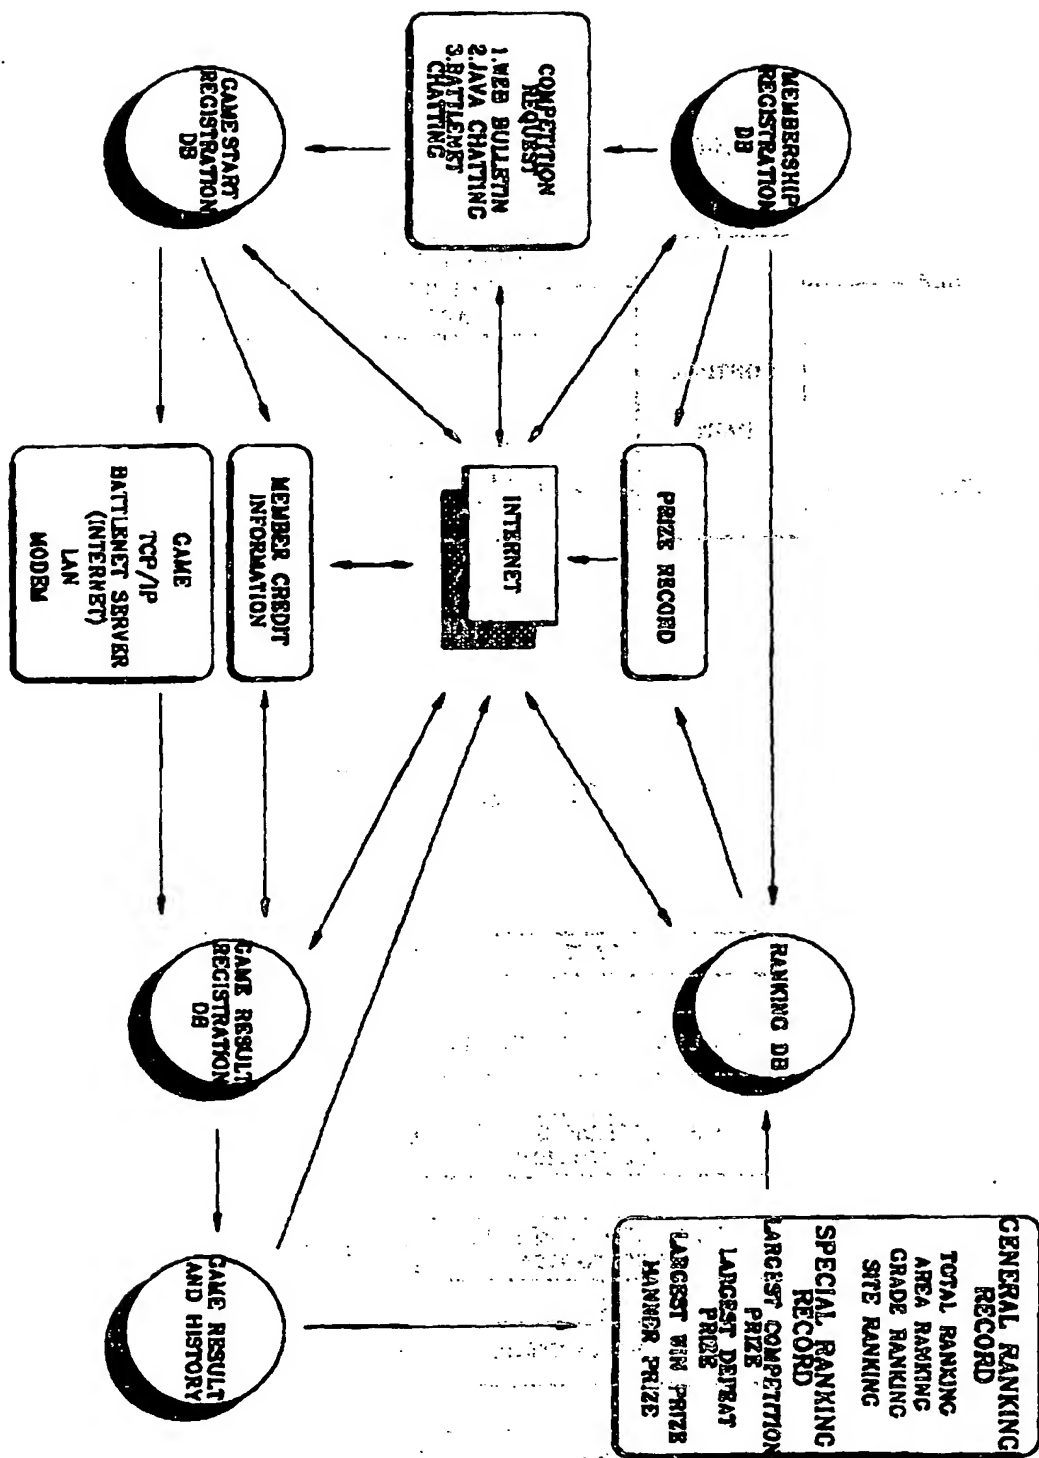 MEMBERSHIP
REGISTRATION
DB
COMPETITION
REQUEST
1.WEB BULLETIN
2.JAVA CHATTING
3.BATTLENET
CHATTING
GAME START
REGISTRATION
DB
PRIZE RECORD
INTERNET
MEMBER CREDIT
INFORMATION
GAME
TCP/IP
BATTLENET SERVER
(INTERNET)
LAN
MODEM
RANKING DB
GAME RESULT
REGISTRATION
DB
GENERAL RANKING
RECORD
TOTAL RANKING
AREA RANKING
GRADE RANKING
SITE RANKING
SPECIAL RANKING
RECORD
LARGEST COMPETITION
PRIZE
LARGEST DEFEAT
PRIZE
LARGEST WIN PRIZE
MANNER PRIZE
GAME RESULT
AND HISTORY